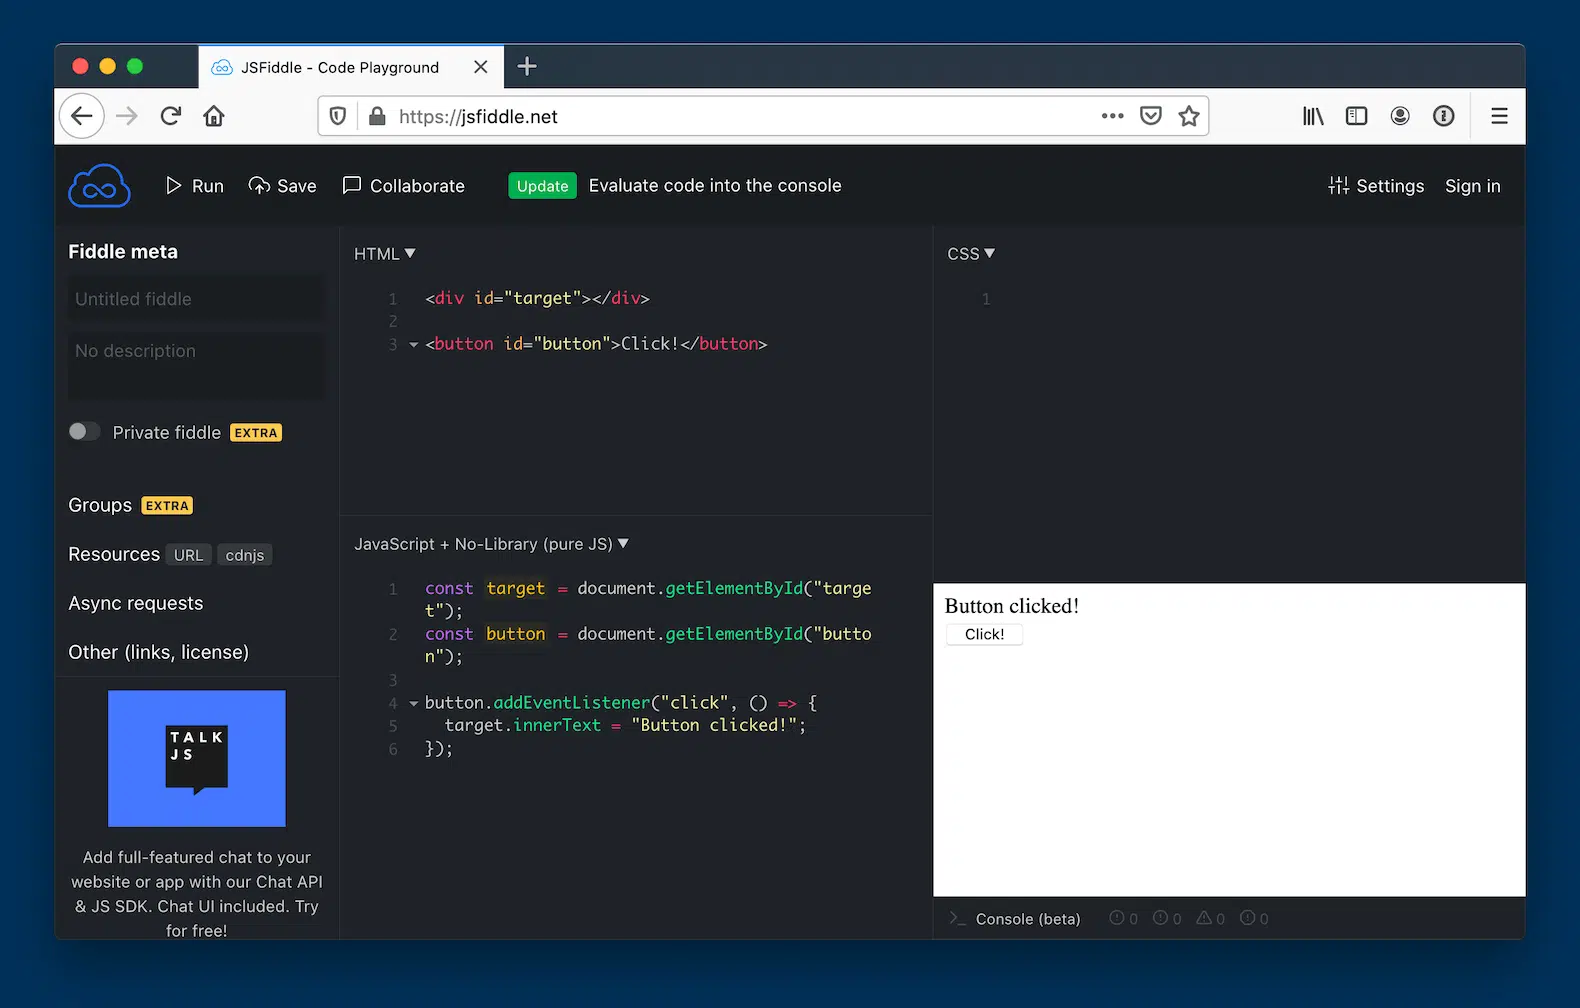 JSFiddle - Code Playground
https://jsfiddle.net
Run
Save
Collaborate
Update
Evaluate code into the console
Settings
Sign in
Fiddle meta
Untitled fiddle
No description
Private fiddle EXTRA
Groups EXTRA
Resources URL cdnjs
Async requests
Other (links, license)
TALK
JS
Add full-featured chat to your
website or app with our Chat API
& JS SDK. Chat UI included. Try
for free!
HTML ▼
1 <div id="target"></div>
2
3 <button id="button">Click!</button>
JavaScript + No-Library (pure JS) ▼
1 const target = document.getElementById("targe
t");
2 const button = document.getElementById("butto
n");
3
4 button.addEventListener("click", () => {
5 target.innerText = "Button clicked!";
6 });
CSS ▼
1
Button clicked!
Click!
>_ Console (beta) 0 0 0 0